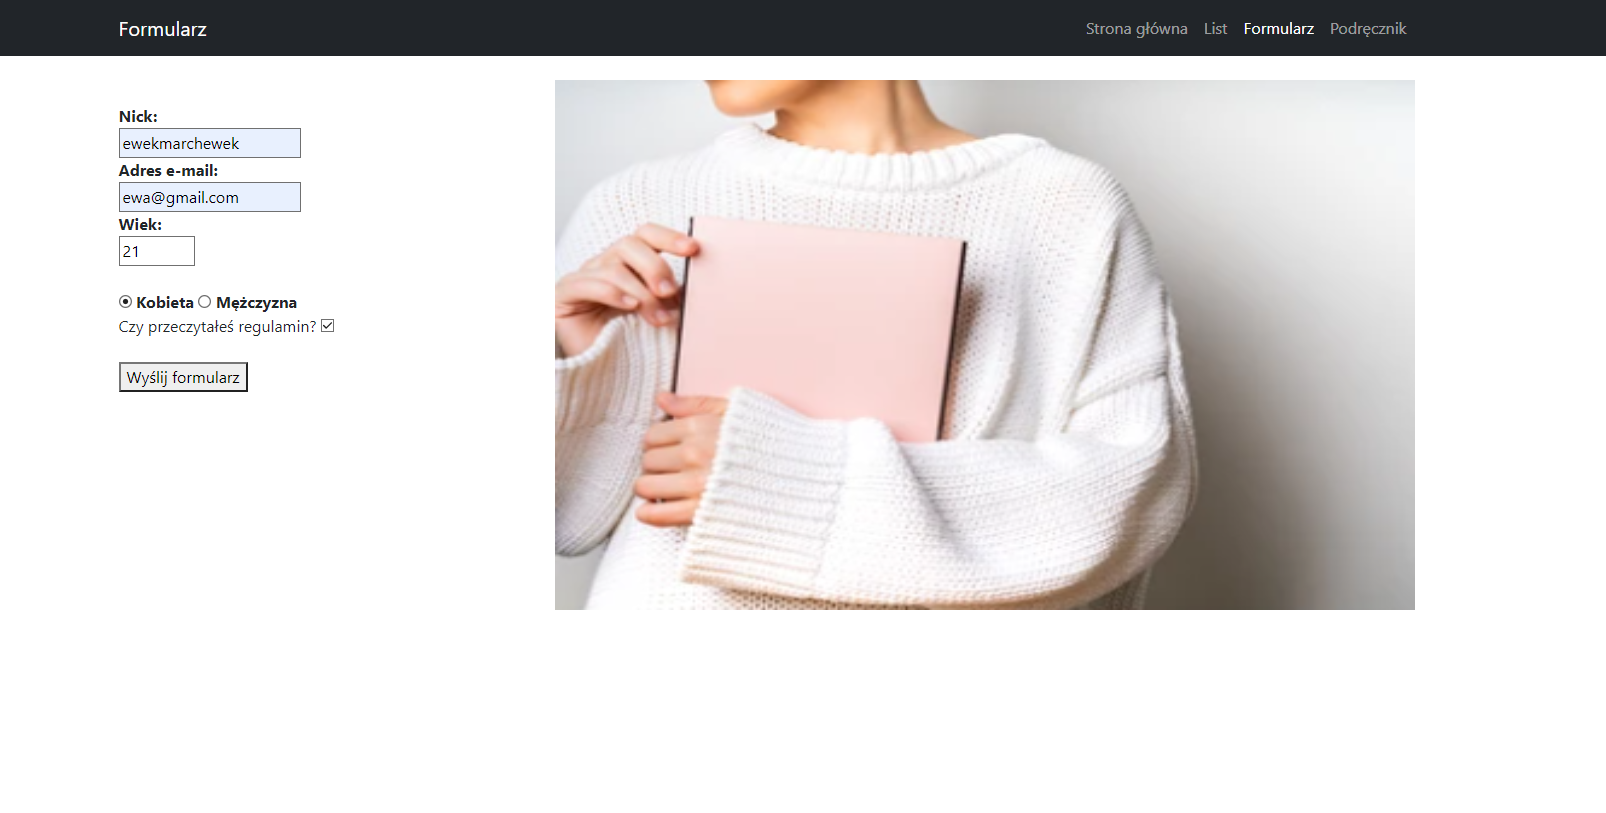 Formularz
Strona główna List Formularz Podręcznik
Nick:
ewekmarchewek
Adres e-mail:
ewa@gmail.com
Wiek:
21
Kobieta Mężczyzna
Czy przeczytałeś regulamin?
Wyślij formularz